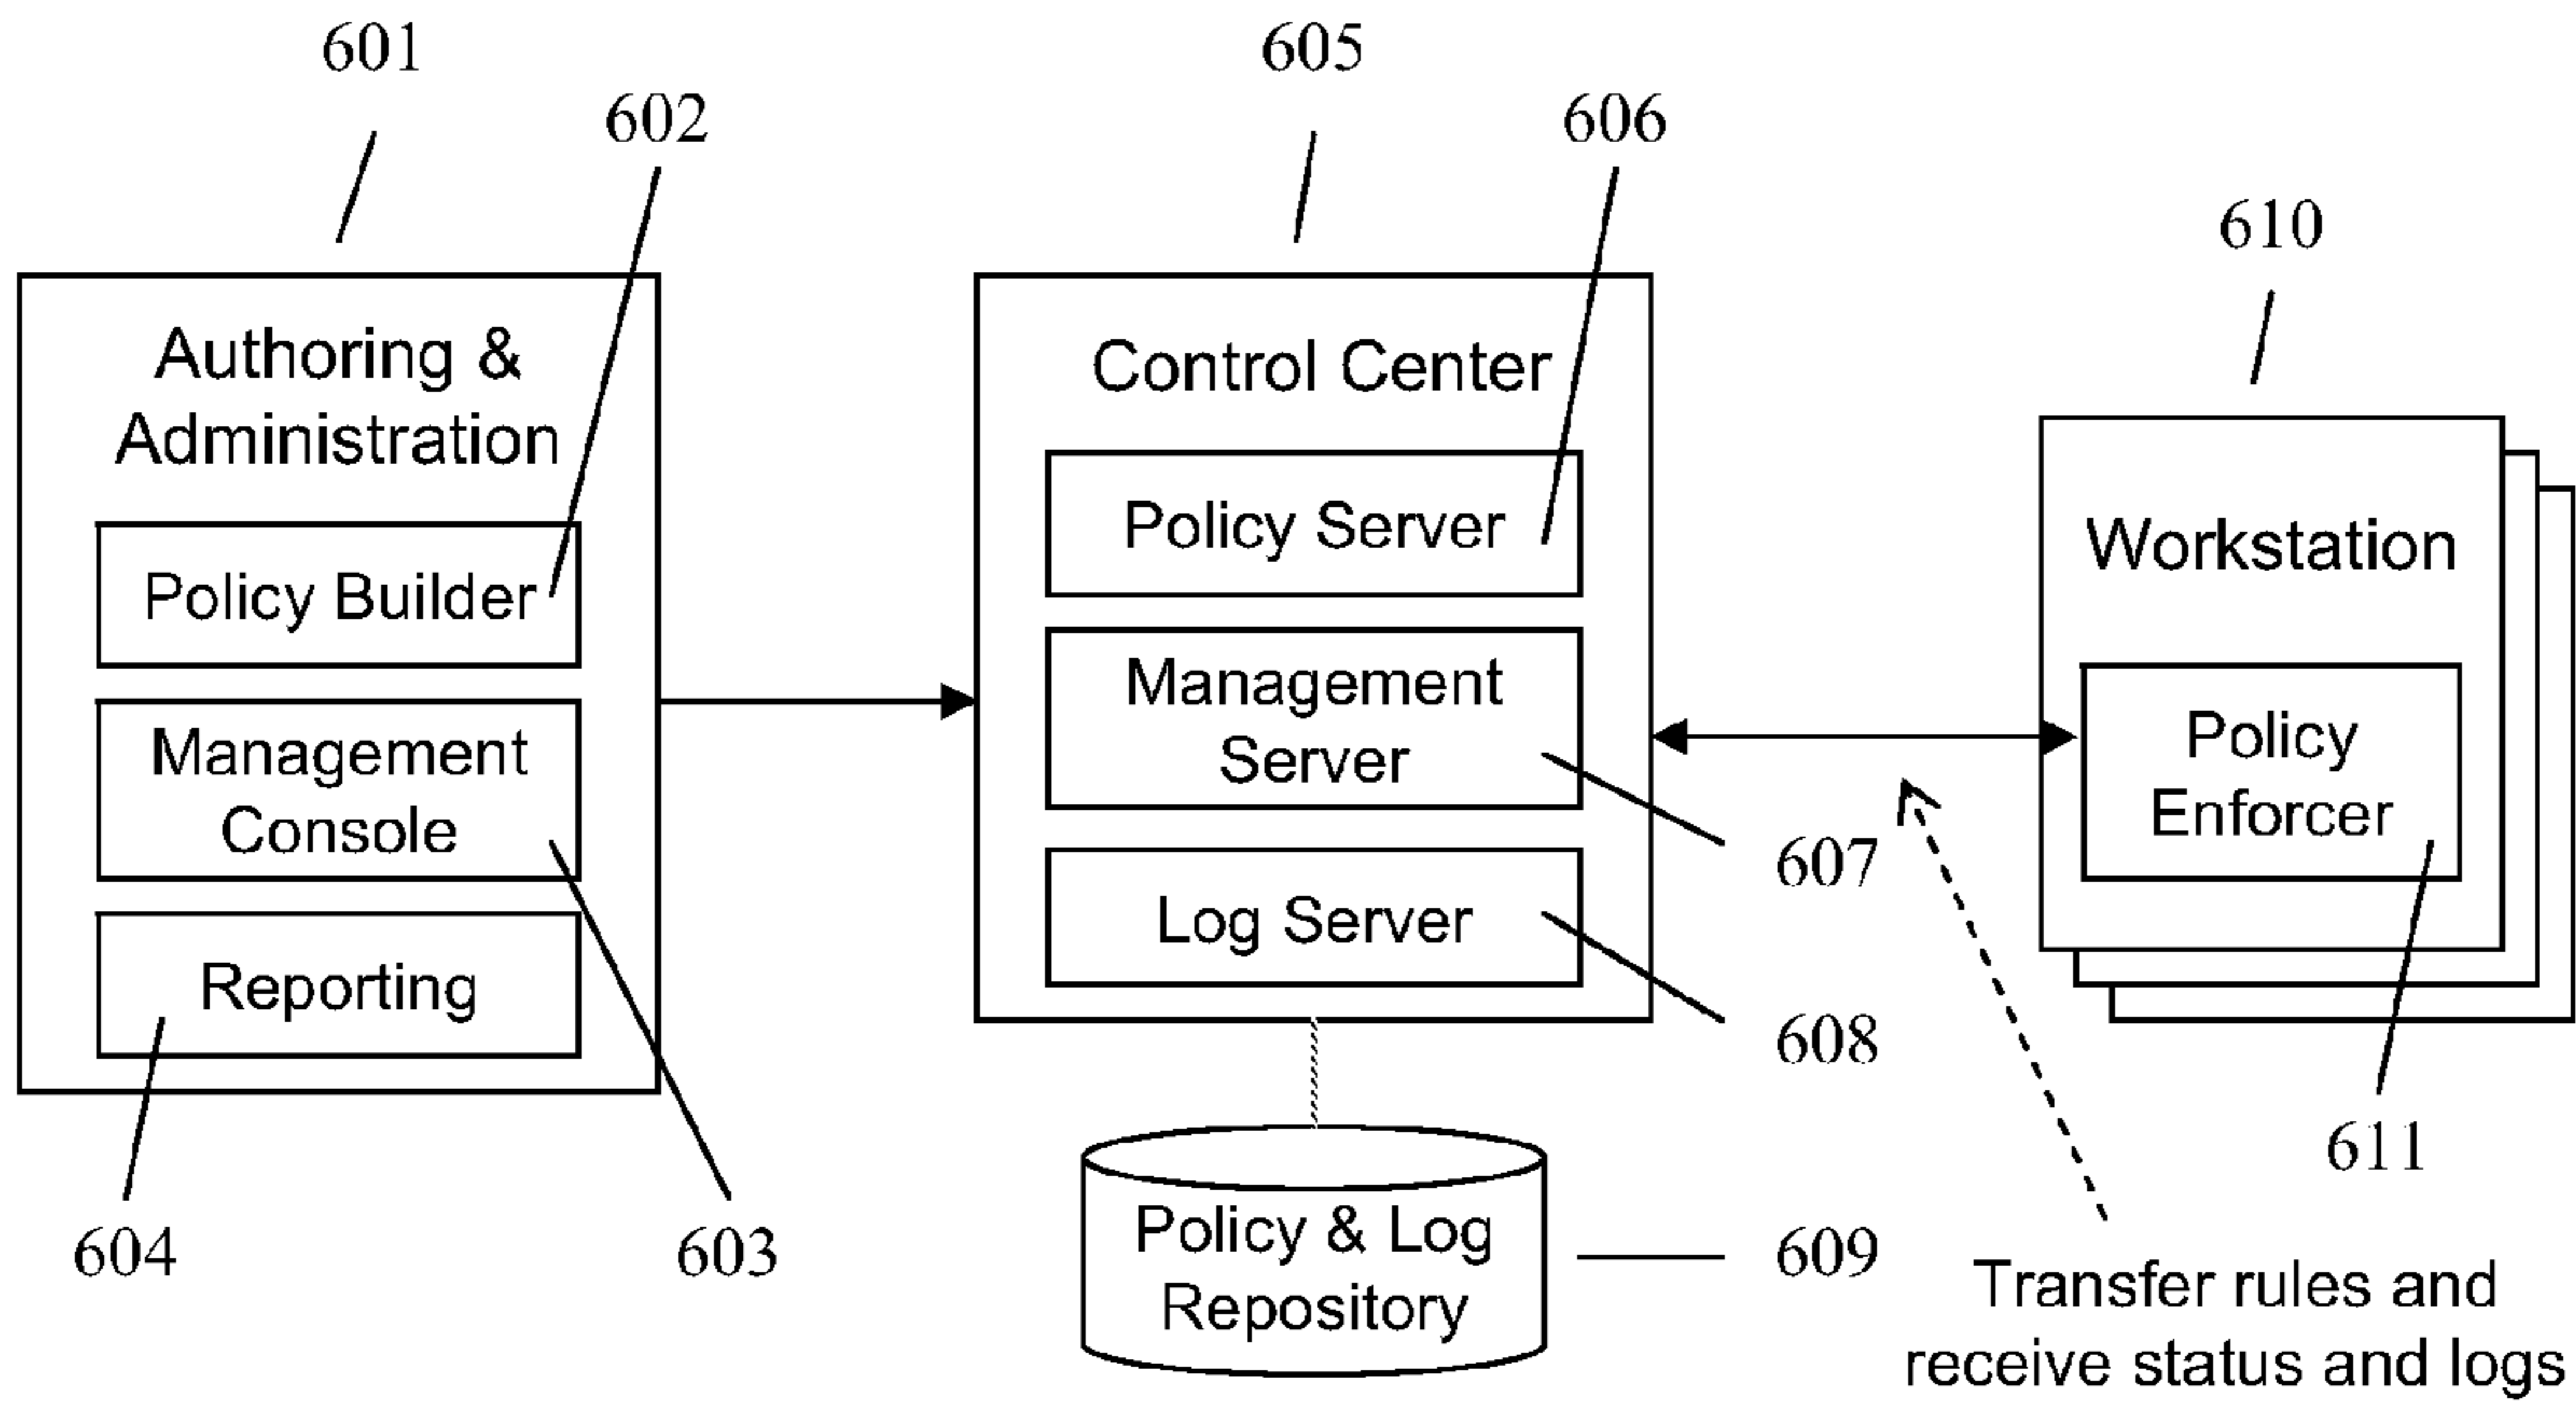 601
602
605
606
610
Authoring &
Administration
Policy Builder
Management
Console
Reporting
604
603
Control Center
Policy Server
Management
Server
Log Server
607
608
Policy & Log
Repository
609
Workstation
Policy
Enforcer
611
Transfer rules and
receive status and logs